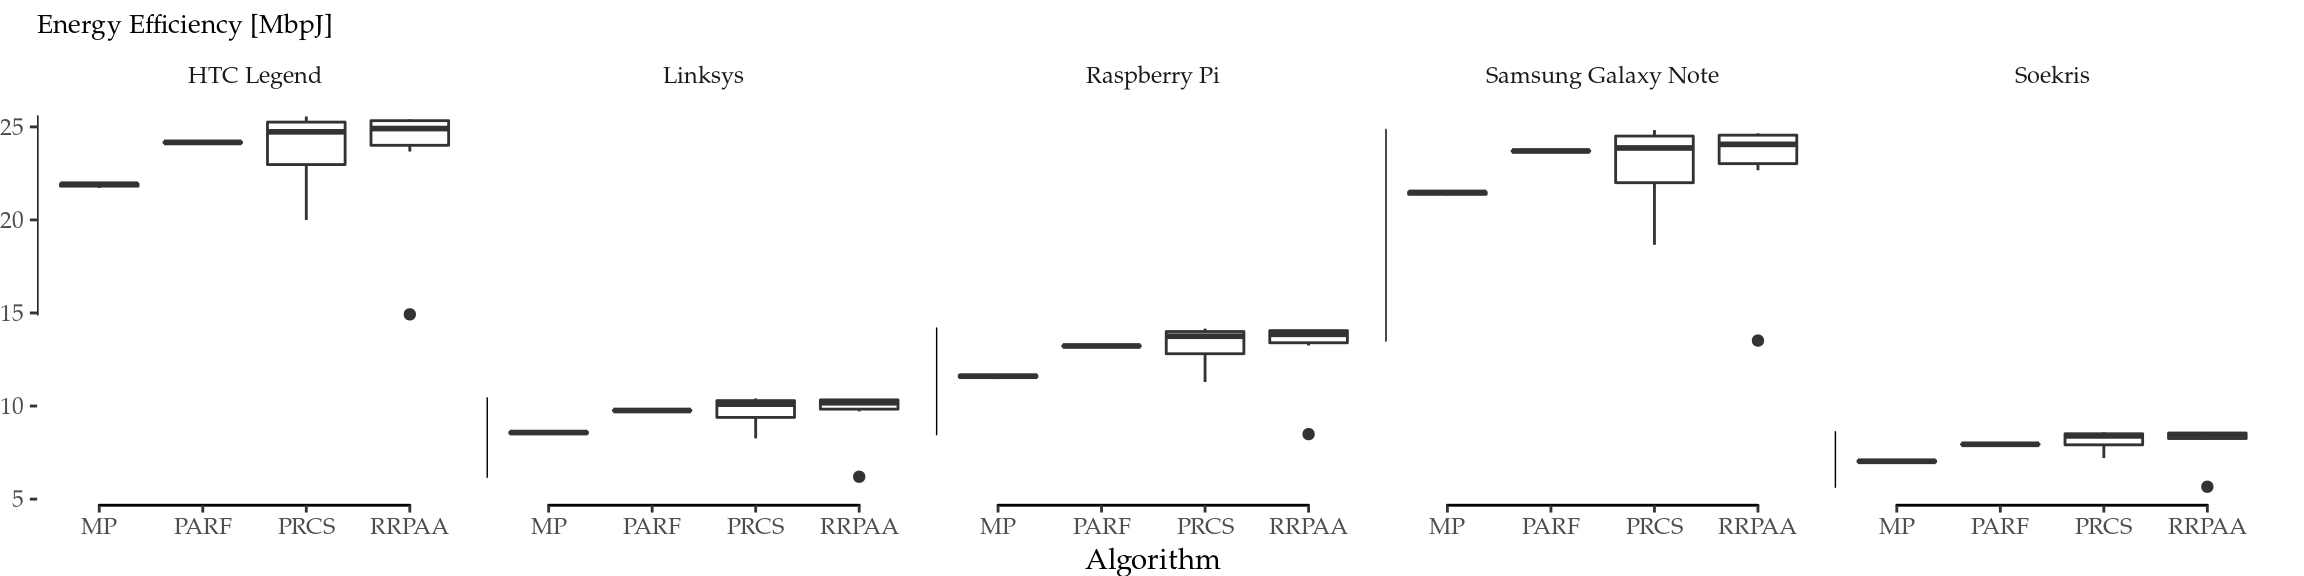 Energy Efficiency [MbpJ]
HTC Legend Linksys Raspberry Pi Samsung Galaxy Note Soekris
25
20
15
10
5
MP PARF PRCS RRPAA MP PARF PRCS RRPAA MP PARF PRCS RRPAA MP PARF PRCS RRPAA MP PARF PRCS RRPAA
Algorithm